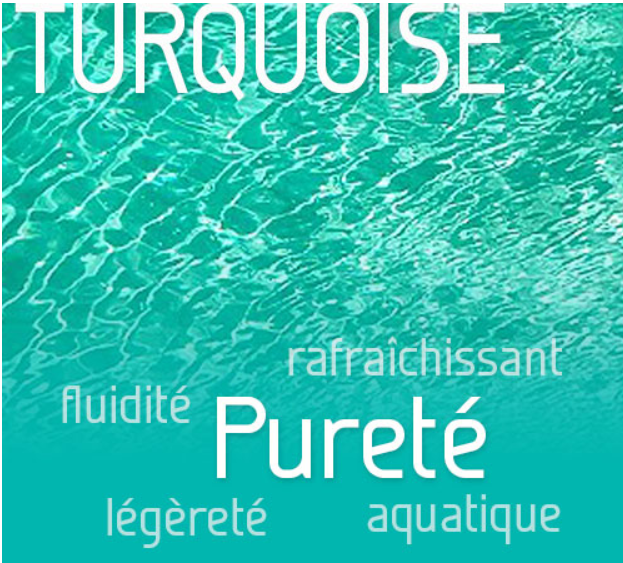 TURQUOISE
rafraîchissant
fluidité
Pureté
légèreté
aquatique